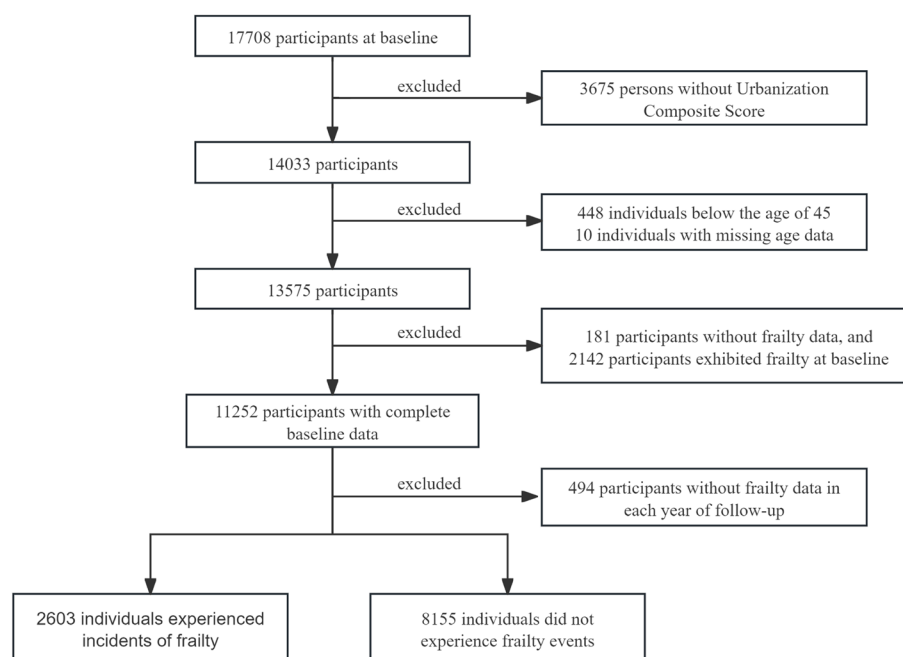 17708 participants at baseline
excluded
3675 persons without Urbanization
Composite Score
14033 participants
excluded
448 individuals below the age of 45
10 individuals with missing age data
13575 participants
excluded
181 participants without frailty data, and
2142 participants exhibited frailty at baseline
11252 participants with complete
baseline data
excluded
494 participants without frailty data in
each year of follow-up
2603 individuals experienced
incidents of frailty
8155 individuals did not
experience frailty events